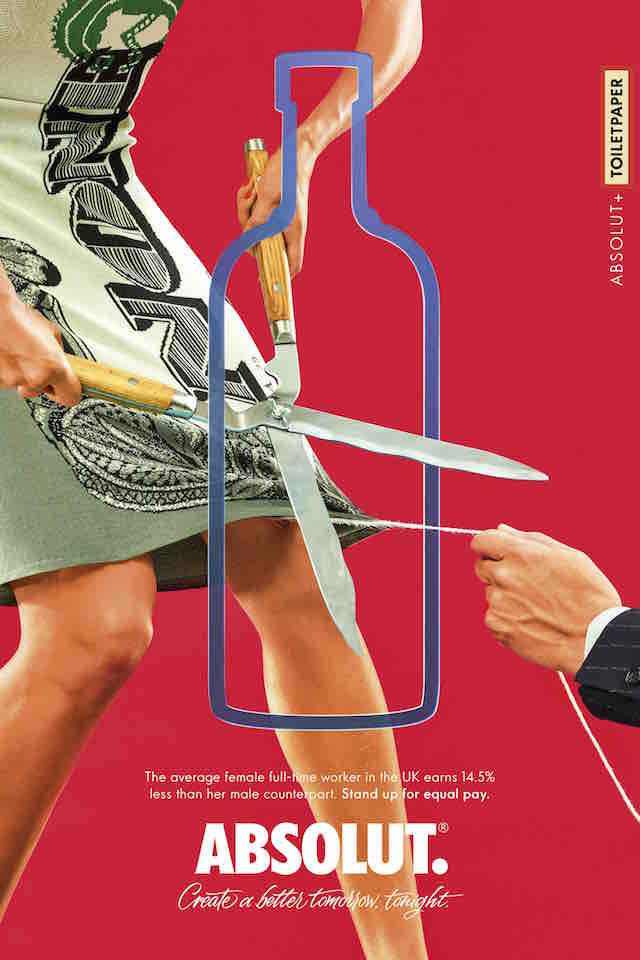 ABSOLUT+ TOILETPAPER
The average female full-time worker in the UK earns 14.5%
less than her male counterpart. Stand up for equal pay.
ABSOLUT.®
Create a better tomorrow, tonight.